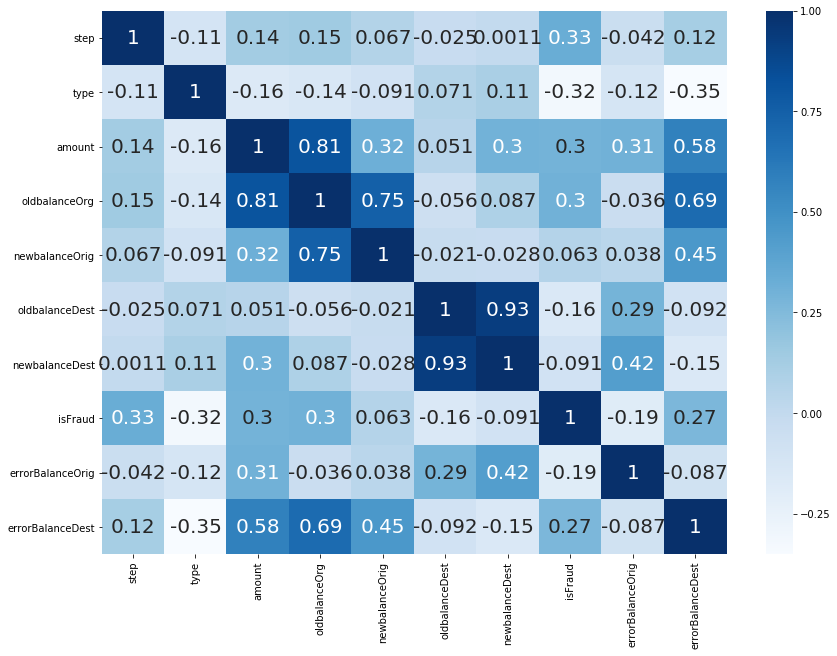 step 1 -0.11 0.14 0.15 0.067 -0.025 0.0011 0.33 -0.042 0.12
type -0.11 1 -0.16 -0.14 -0.091 0.071 0.11 -0.32 -0.12 -0.35
amount 0.14 -0.16 1 0.81 0.32 0.051 0.3 0.3 0.31 0.58
oldbalanceOrg 0.15 -0.14 0.81 1 0.75 -0.056 0.087 0.3 -0.036 0.69
newbalanceOrig 0.067 -0.091 0.32 0.75 1 -0.021 -0.028 0.063 0.038 0.45
oldbalanceDest -0.025 0.071 0.051 -0.056 -0.021 1 0.93 -0.16 0.29 -0.092
newbalanceDest 0.0011 0.11 0.3 0.087 -0.028 0.93 1 -0.091 0.42 -0.15
isFraud 0.33 -0.32 0.3 0.3 0.063 -0.16 -0.091 1 -0.19 0.27
errorBalanceOrig -0.042 -0.12 0.31 -0.036 0.038 0.29 0.42 -0.19 1 -0.087
errorBalanceDest 0.12 -0.35 0.58 0.69 0.45 -0.092 -0.15 0.27 -0.087 1
step
type
amount
oldbalanceOrg
newbalanceOrig
oldbalanceDest
newbalanceDest
isFraud
errorBalanceOrig
errorBalanceDest
1.00
0.75
0.50
0.25
0.00
-0.25